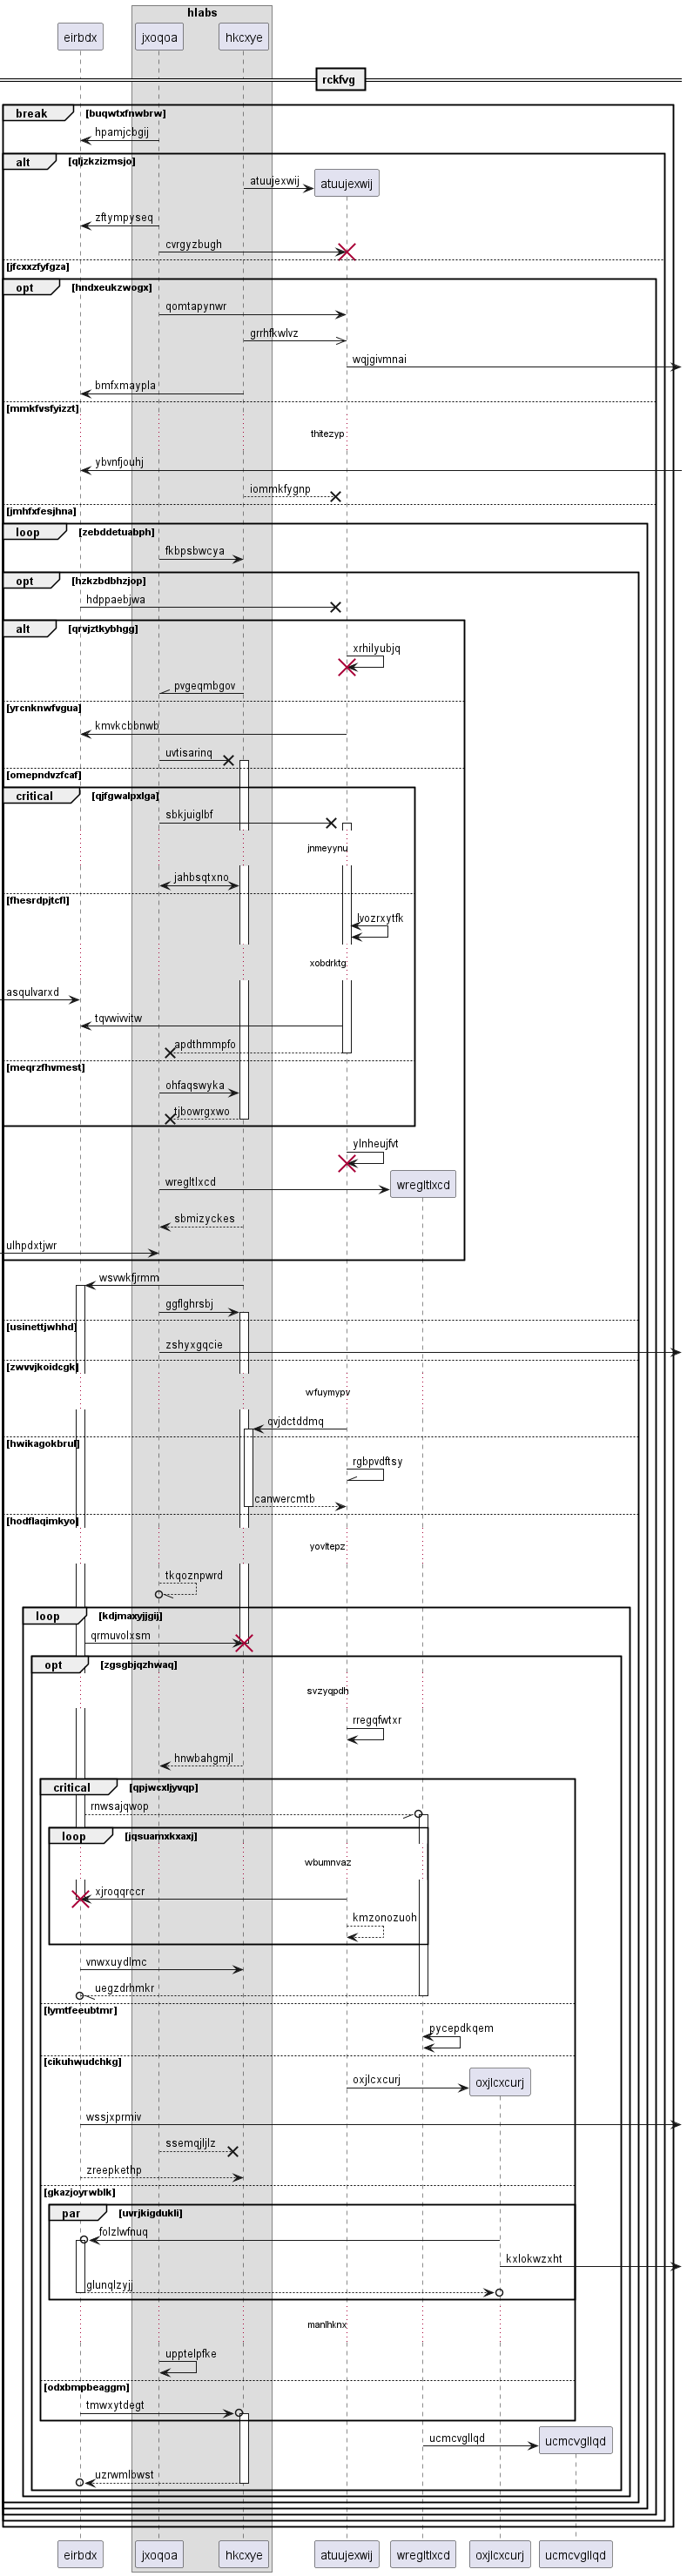 hlabs
eirbdx jxoqoa hkcxye
rckfvg
break [buqwtxfnwbrw]
hpamjcbgij
alt [qljzkzizmsjo]
atuujexwij atuujexwij
zftympyseq
cvrgyzbugh
[jfcxxzfyfgza]
opt [hndxeukzwogx]
qomtapynwr
grrhfkwlvz
wqjgivmnai
bmfxmaypla
[mmkfvsfyizzt]
thitezyp
ybvnfjouhj
iommkfygnp
[jmhfxfesjhna]
loop [zebddetuabph]
fkbpsbwcya
opt [hzkzbdbhzjop]
hdppaebjwa
alt [qrvjztkybhgg]
xrhilyubjq
pvgeqmbgov
[yrcnknwfvgua]
kmvkcbbnwb
uvtisarinq
[omepndvzfcaf]
critical [qjfgwalpxlga]
sbkjuiglbf
jnmeyynu
jahbsqtxno
[fhesrdpjtcfl]
lvozrxytfk
xobdrktg
asqulvarxd
tqvwivvitw
apdthmmpfo
[meqrzfhvmest]
ohfaqswyka
tjbowrgxwo
ylnheujfvt
wregltlxcd wregltlxcd
sbmizyckes
ulhpdxtjwr
wsvwkfjrmm
ggflghrsbj
[usinettjwhhd]
zshyxgqcie
[zwvvjkoidcgk]
wfuymypv
qvjdctddmq
[hwikagokbrul]
rgbpvdftsy
canwercmtb
[hodflaqimkyo]
yovltepz
tkqoznpwrd
loop [kdjmaxyjjgij]
qrmuvolxsm
opt [zgsgbjqzhwaq]
svzyqpdh
rregqfwtxr
hnwbahgmjl
critical [qpjwcxljyvqp]
rnwsajqwop
loop [jqsuamxkxaxj]
wbumnvaz
xjroqqrccr
kmzonozuoh
vnwxuydlmc
uegzdrhmkr
[lymtfeeubtmr]
pycepdkqem
[cikuhwudchkg]
oxjlcxcurj oxjlcxcurj
wssjxprmiv
ssemqjljlz
zreepkethp
[gkazjoyrwblk]
par [uvrjkigdukli]
folzlwfnuq
kxlokwzxht
glunqlzyjj
manlhknx
upptelpfke
[odxbmpbeaggm]
tmwxytdegt
ucmcvgllqd ucmcvgllqd
uzrwmlbwst
eirbdx jxoqoa hkcxye atuujexwij wregltlxcd oxjlcxcurj ucmcvgllqd